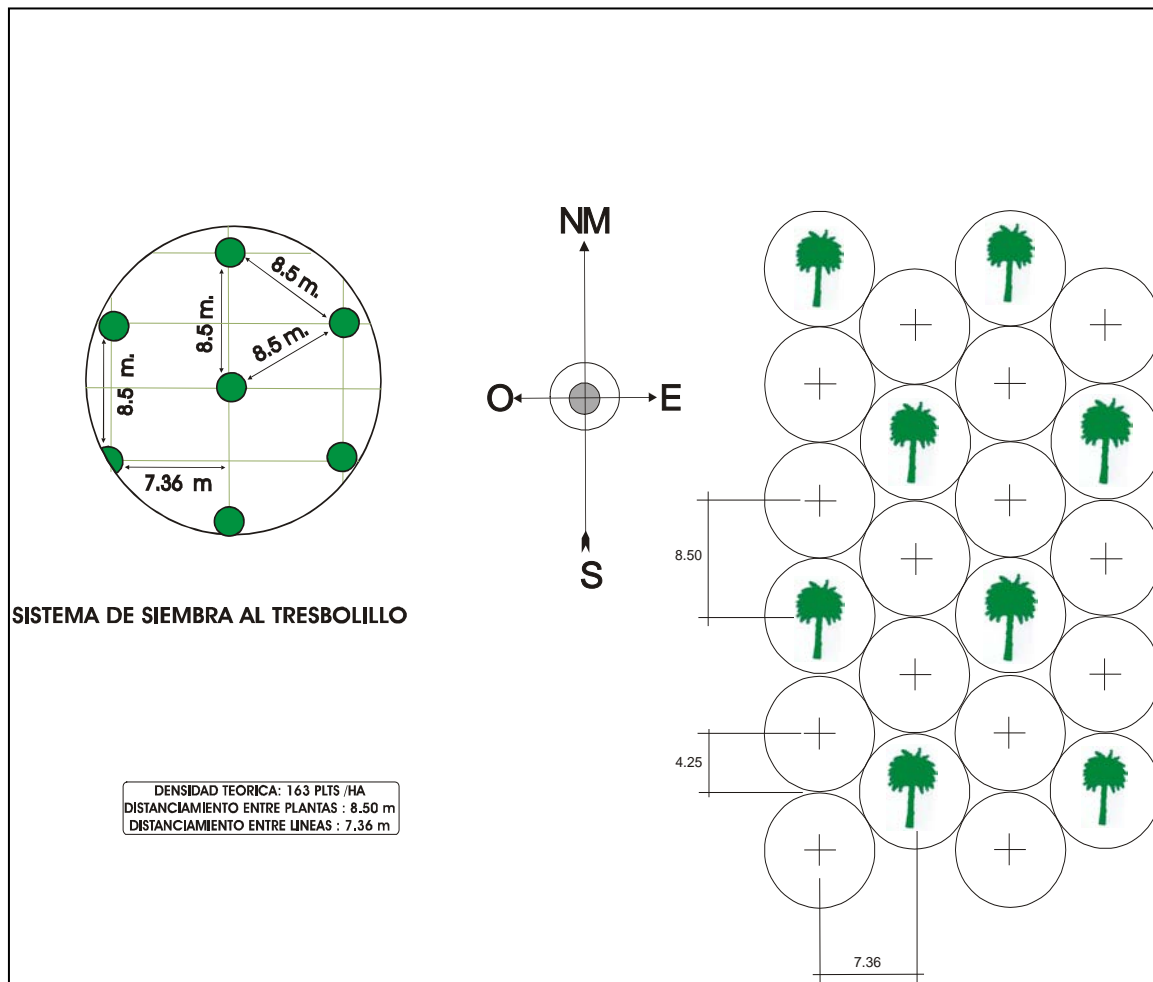 8.5 m.
8.5 m.
8.5 m.
8.5 m.
7.36 m
SISTEMA DE SIEMBRA AL TRESBOLILLO
DENSIDAD TEORICA: 163 PLTS /HA
DISTANCIAMIENTO ENTRE PLANTAS : 8.50 m
DISTANCIAMIENTO ENTRE LINEAS : 7.36 m
NM
O
E
S
8.50
4.25
7.36